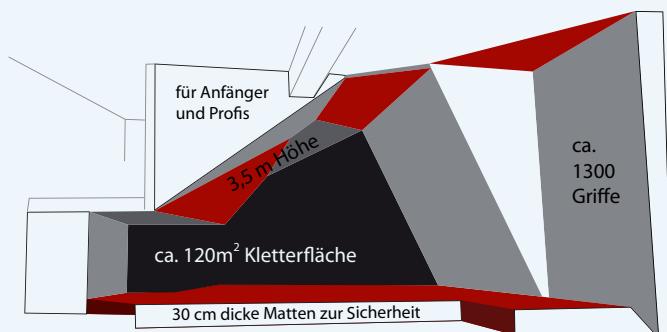 für Anfänger
und Profis
3,5 m Höhe
ca.
1300
Griffe
ca. 120m² Kletterfläche
30 cm dicke Matten zur Sicherheit